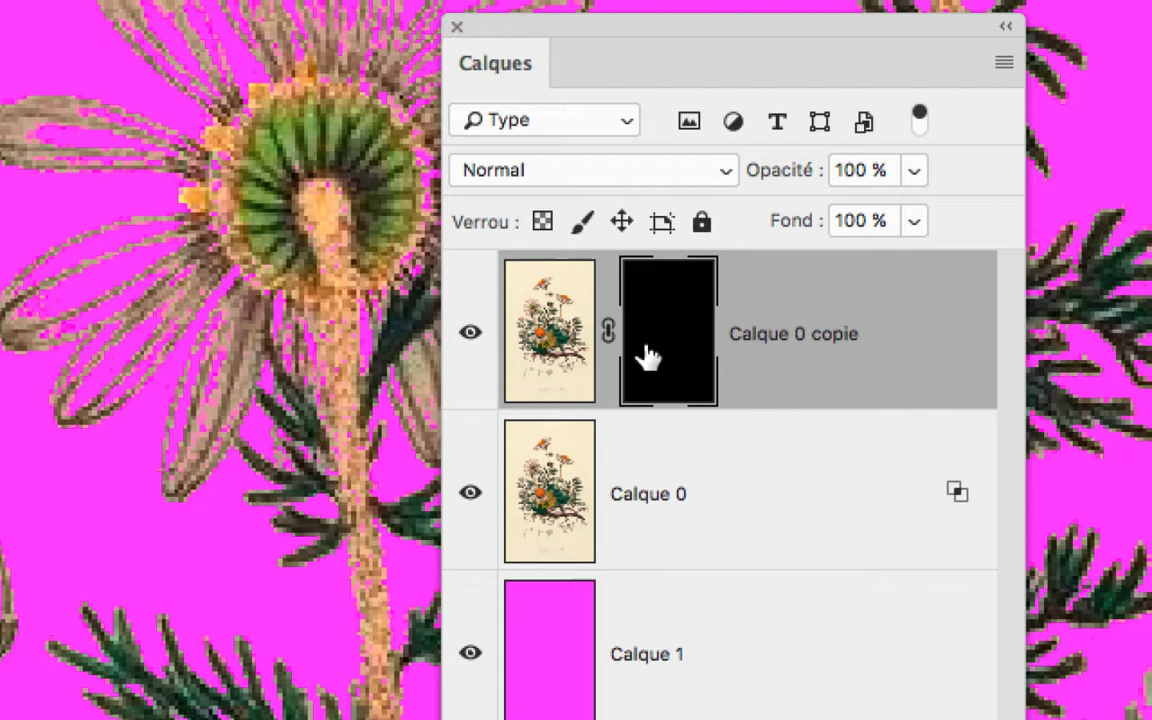 Calques
Type
Normal Opacité : 100 %
Verrou : Fond : 100 %
Calque 0 copie
Calque 0
Calque 1